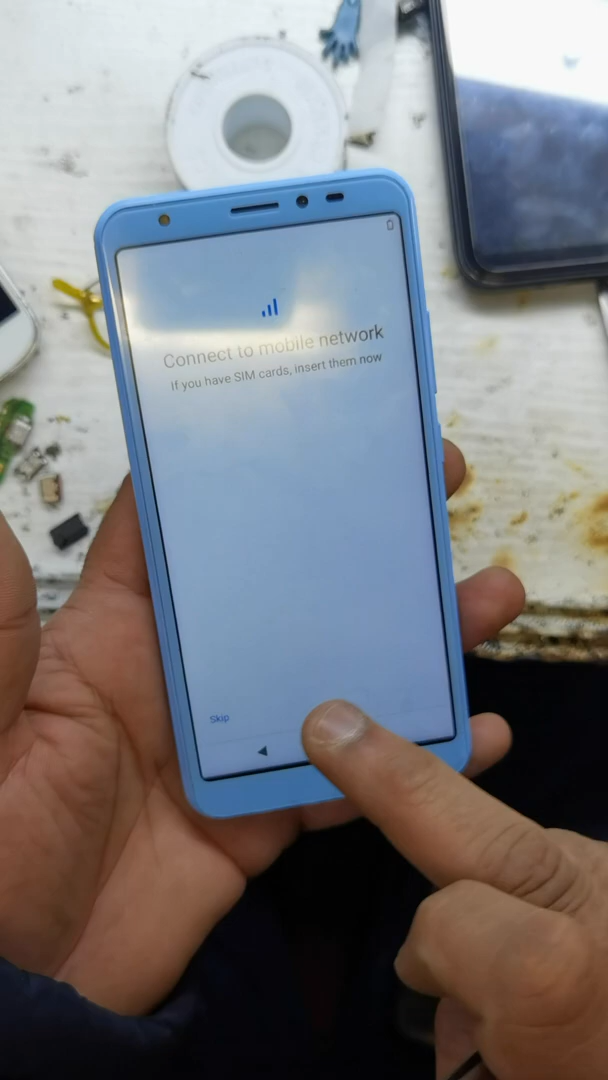 Connect to mobile network
If you have SIM cards, insert them now
Skip